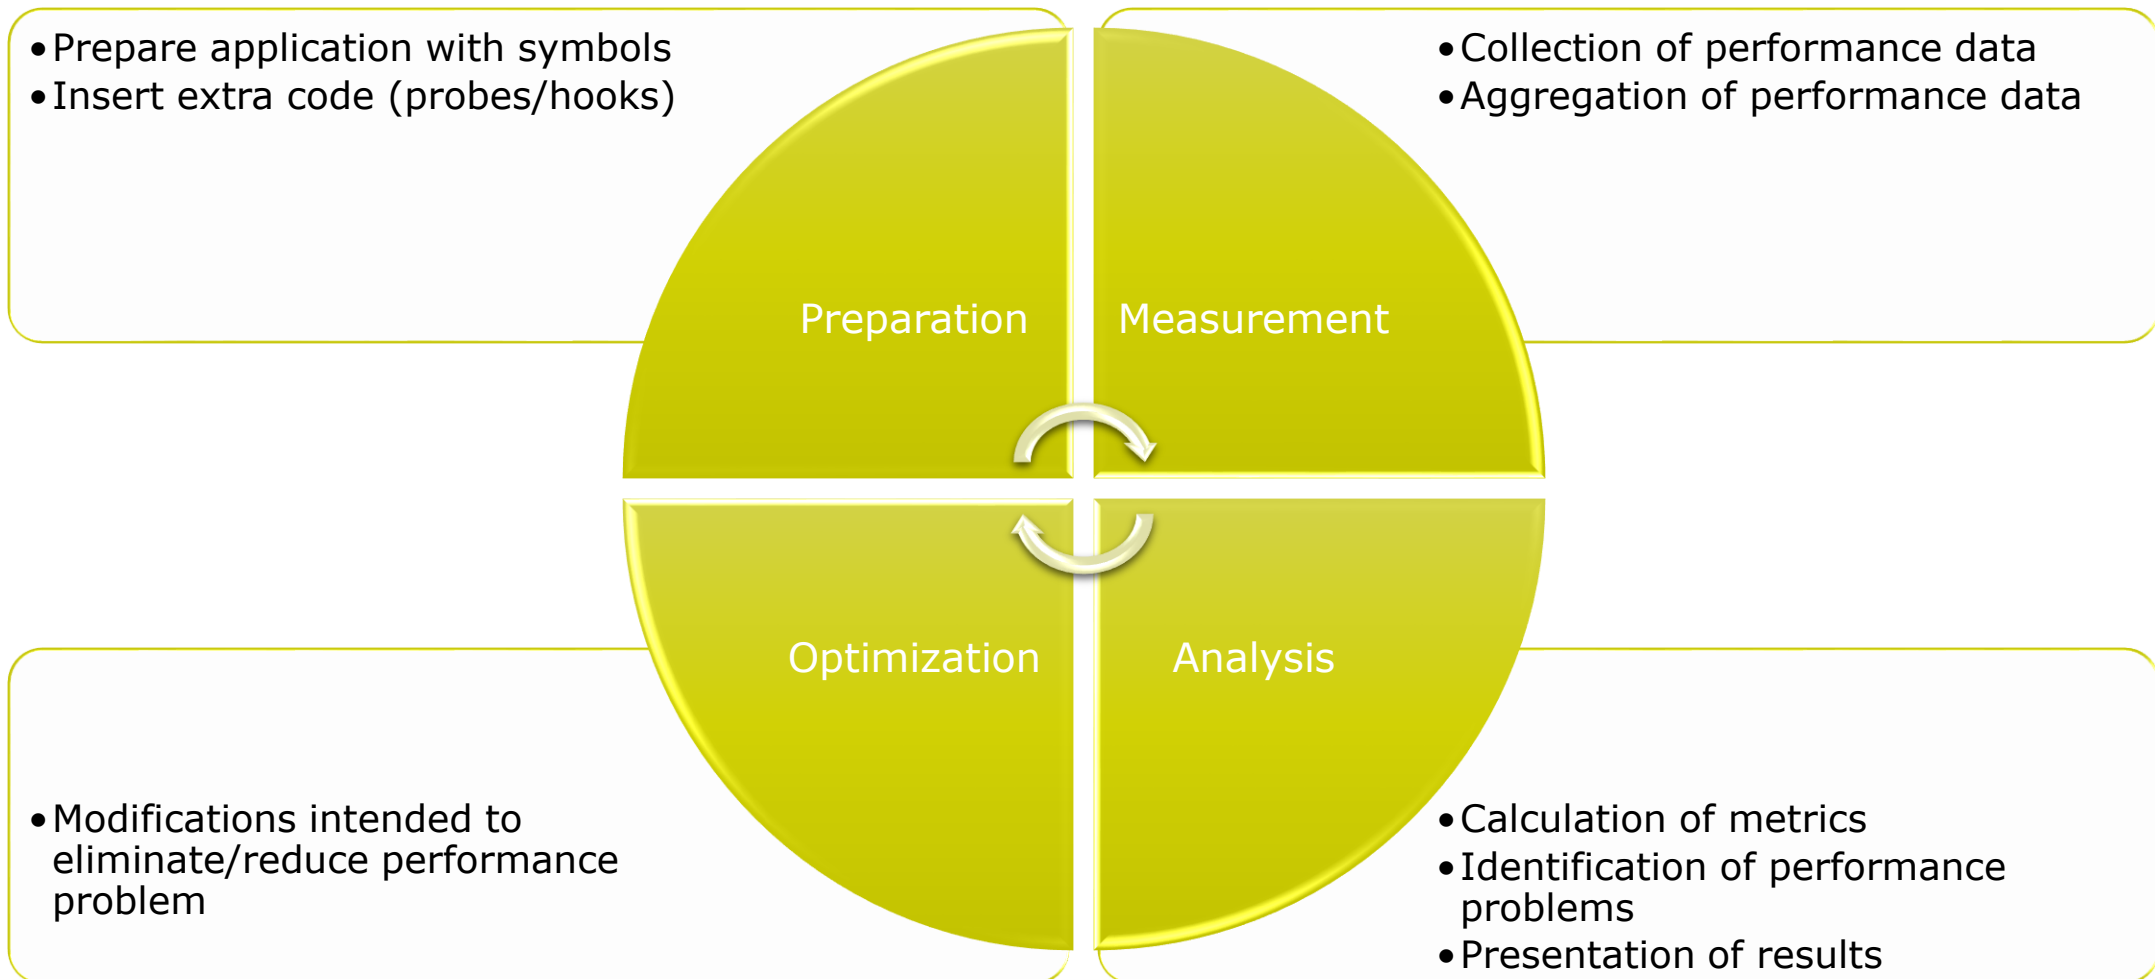 •Prepare application with symbols
•Insert extra code (probes/hooks)
•Collection of performance data
•Aggregation of performance data
Preparation
Measurement
Optimization
Analysis
•Modifications intended to
eliminate/reduce performance
problem
•Calculation of metrics
•Identification of performance
problems
•Presentation of results